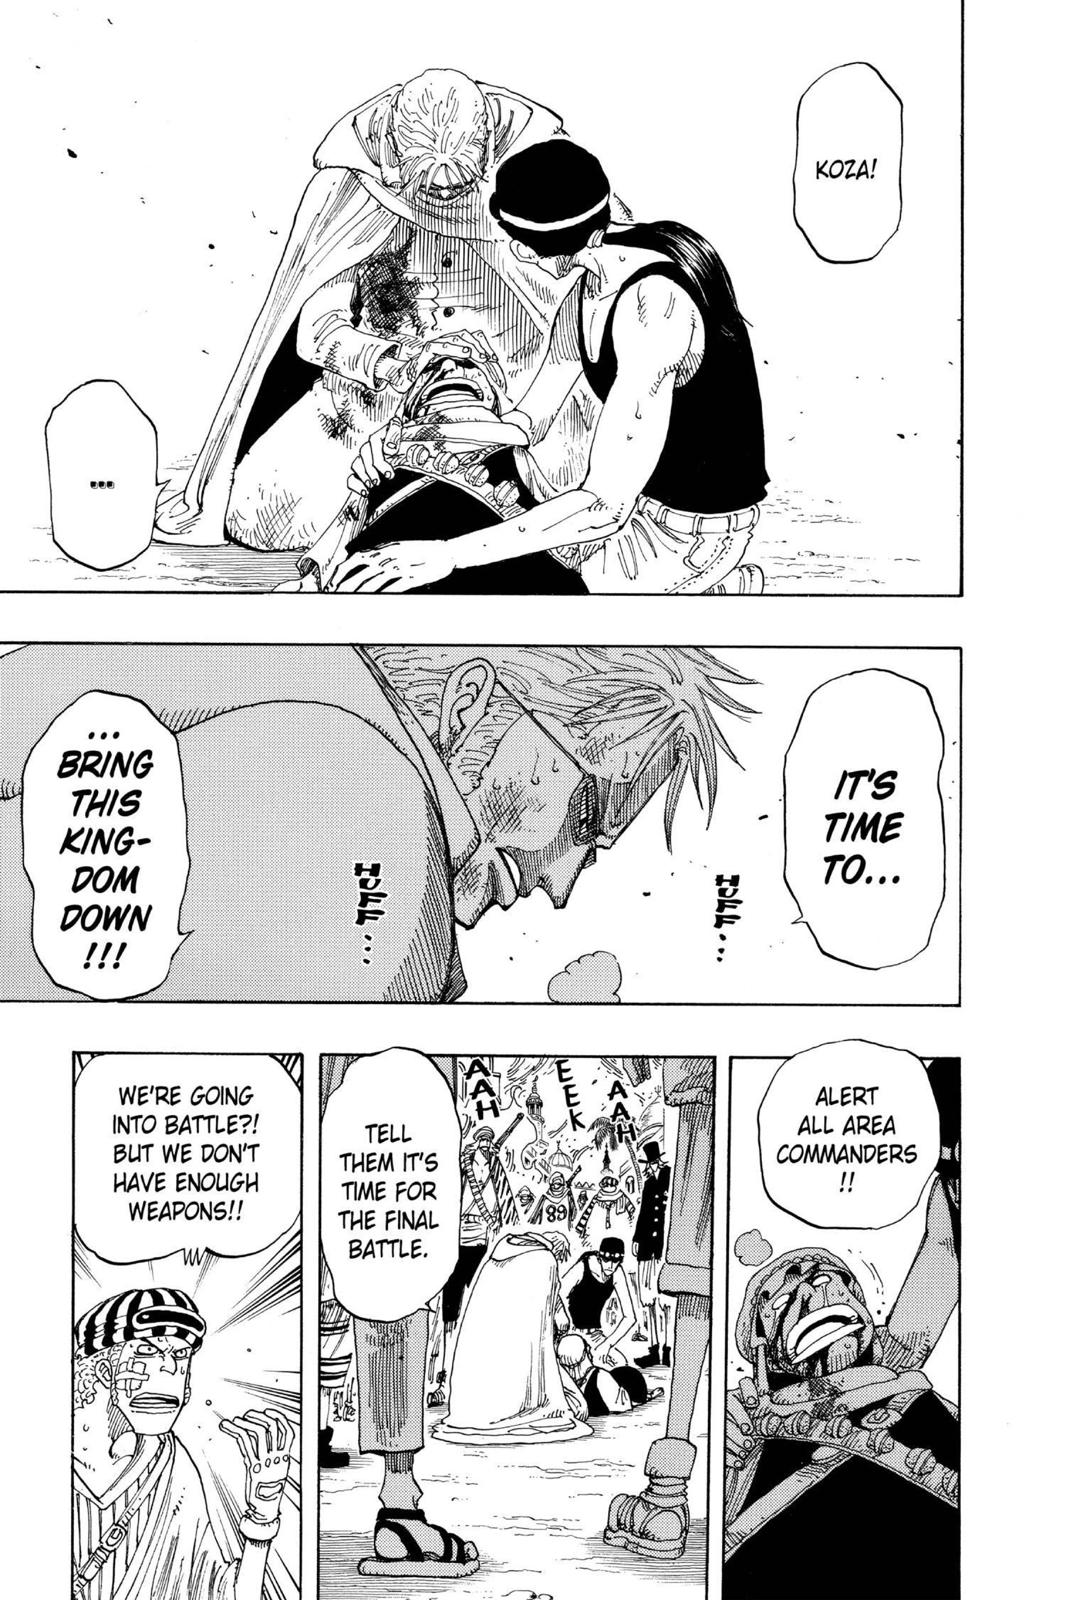 KOZA!
...
IT'S
TIME
TO...
HUFF...
HUFF...
...
BRING
THIS
KING-
DOM
DOWN
!!!
ALERT
ALL AREA
COMMANDERS
!!
AAH
EEK
AAH
TELL
THEM IT'S
TIME FOR
THE FINAL
BATTLE.
89
WE'RE GOING
INTO BATTLE?!
BUT WE DON'T
HAVE ENOUGH
WEAPONS!!